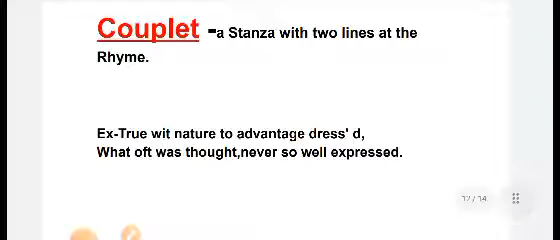 Couplet -a Stanza with two lines at the
Rhyme.
Ex-True wit nature to advantage dress' d,
What oft was thought,never so well expressed.
12 / 14